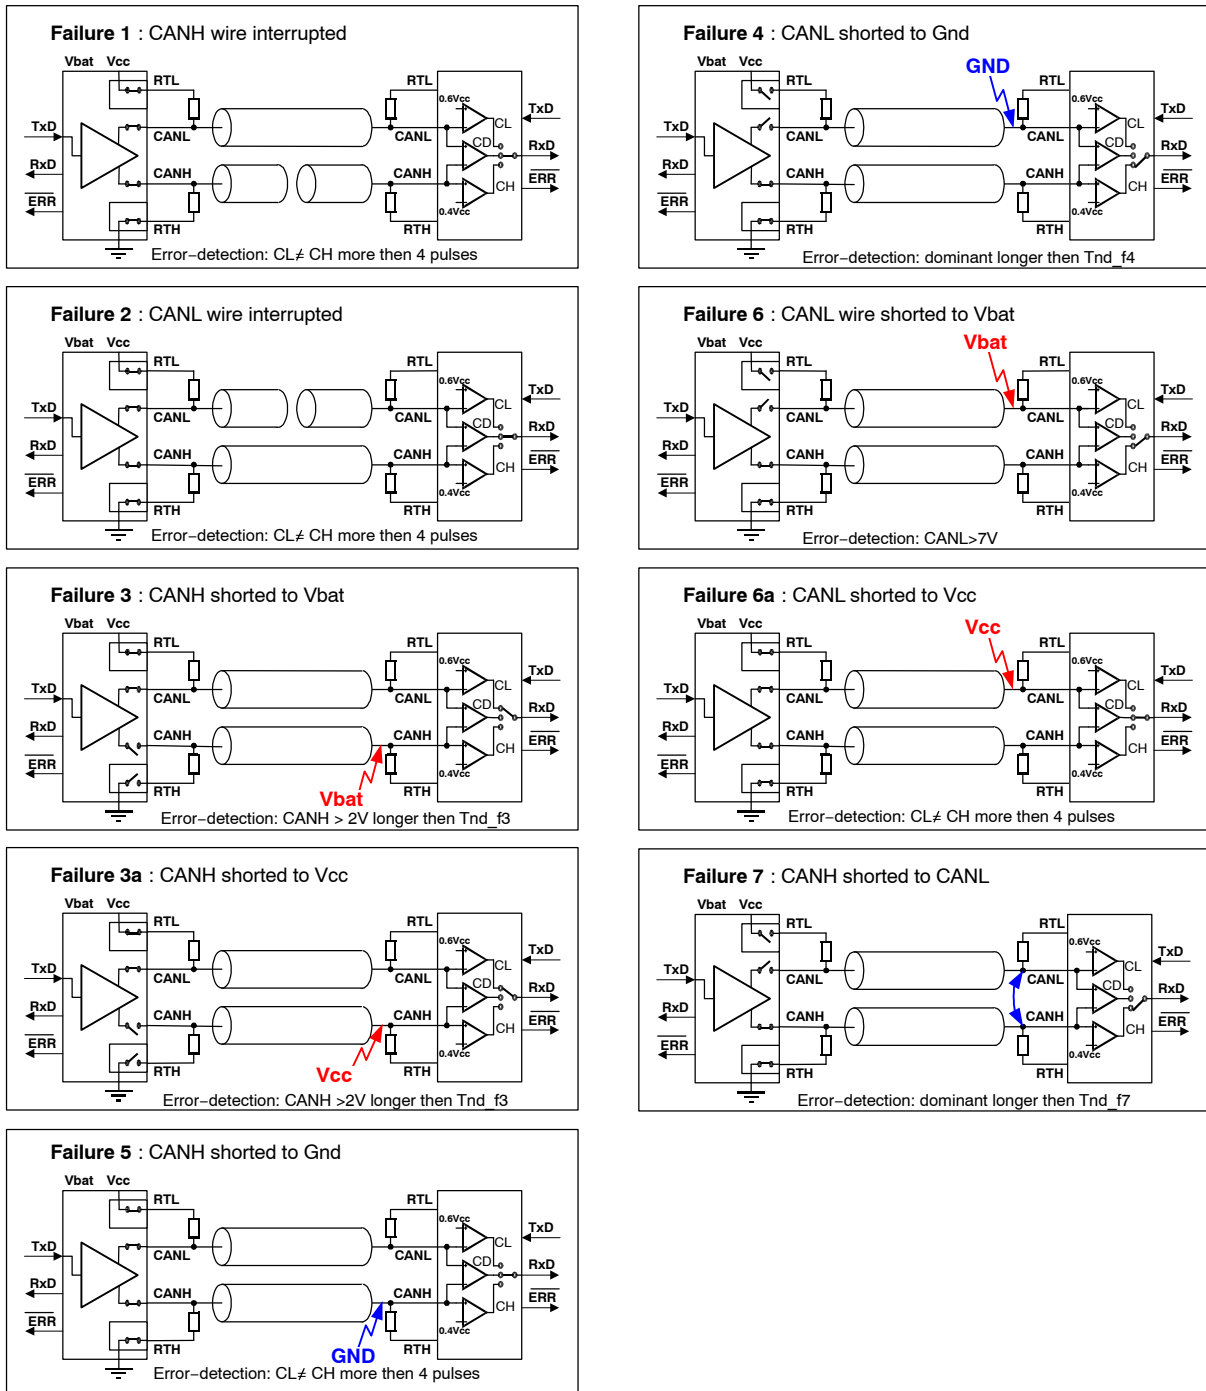 Failure 1 : CANH wire interrupted
Vbat Vcc
RTL
RTL
0.6Vcc
TxD
CANL
CANL
CL
CD
TxD
RxD
RxD
CANH
CANH
CH
ERR
ERR
0.4Vcc
RTH
RTH
Error−detection: CL≠ CH more then 4 pulses
Failure 2 : CANL wire interrupted
Vbat Vcc
RTL
RTL
0.6Vcc
TxD
CANL
CANL
CL
CD
TxD
RxD
RxD
CANH
CANH
CH
ERR
ERR
0.4Vcc
RTH
RTH
Error−detection: CL≠ CH more then 4 pulses
Failure 3 : CANH shorted to Vbat
Vbat Vcc
RTL
RTL
0.6Vcc
TxD
CANL
CANL
CL
CD
TxD
RxD
RxD
CANH
CANH
CH
ERR
ERR
0.4Vcc
RTH
RTH
Vbat
Error−detection: CANH > 2V longer then Tnd_f3
Failure 3a : CANH shorted to Vcc
Vbat Vcc
RTL
RTL
0.6Vcc
TxD
CANL
CANL
CL
CD
TxD
RxD
RxD
CANH
CANH
CH
ERR
ERR
0.4Vcc
RTH
RTH
Vcc
Error−detection: CANH >2V longer then Tnd_f3
Failure 5 : CANH shorted to Gnd
Vbat Vcc
RTL
RTL
0.6Vcc
TxD
CANL
CANL
CL
CD
TxD
RxD
RxD
CANH
CANH
CH
ERR
ERR
0.4Vcc
RTH
RTH
GND
Error−detection: CL≠ CH more then 4 pulses
Failure 4 : CANL shorted to Gnd
Vbat Vcc
GND
RTL
RTL
0.6Vcc
TxD
CANL
CANL
CL
CD
TxD
RxD
RxD
CANH
CANH
CH
ERR
ERR
0.4Vcc
RTH
RTH
Error−detection: dominant longer then Tnd_f4
Failure 6 : CANL wire shorted to Vbat
Vbat Vcc
Vbat
RTL
RTL
0.6Vcc
TxD
CANL
CANL
CL
CD
TxD
RxD
RxD
CANH
CANH
CH
ERR
ERR
0.4Vcc
RTH
RTH
Error−detection: CANL>7V
Failure 6a : CANL shorted to Vcc
Vbat Vcc
Vcc
RTL
RTL
0.6Vcc
TxD
CANL
CANL
CL
CD
TxD
RxD
RxD
CANH
CANH
CH
ERR
ERR
0.4Vcc
RTH
RTH
Error−detection: CL≠ CH more then 4 pulses
Failure 7 : CANH shorted to CANL
Vbat Vcc
RTL
RTL
0.6Vcc
TxD
CANL
CANL
CL
CD
TxD
RxD
RxD
CANH
CANH
CH
ERR
ERR
0.4Vcc
RTH
RTH
Error−detection: dominant longer then Tnd_f7